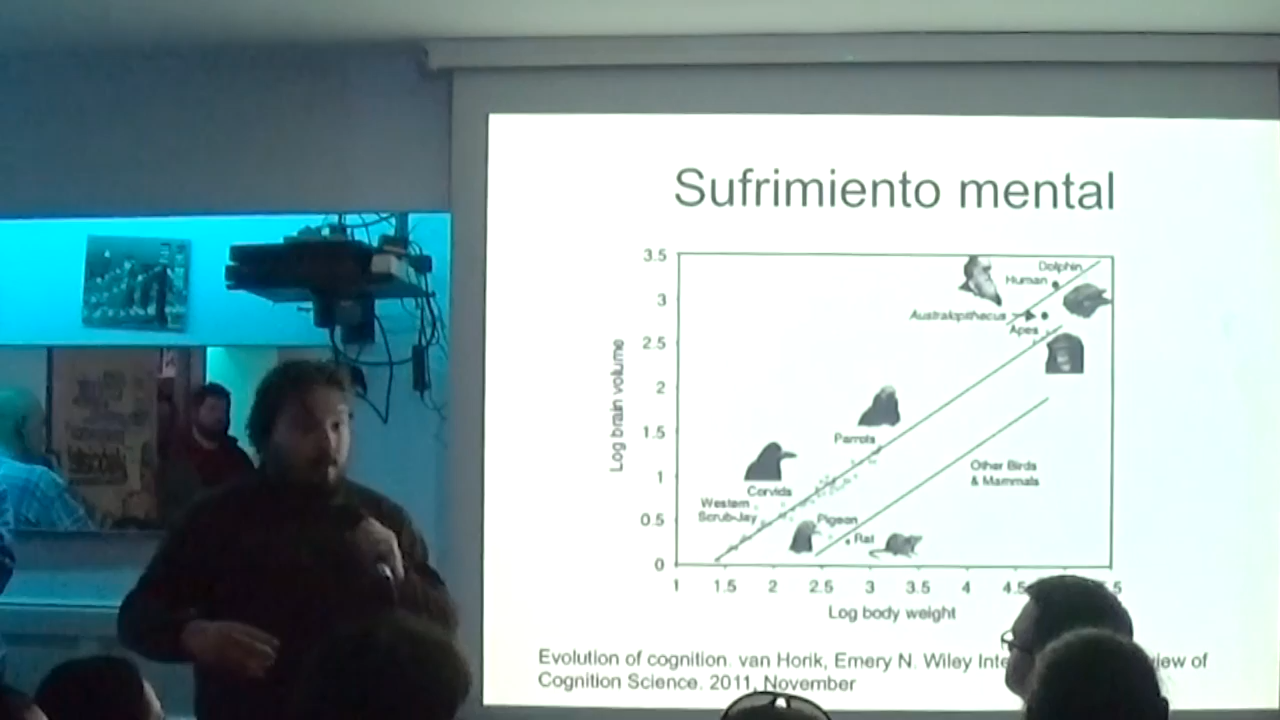 Sufrimiento mental
3.5
3
2.5
2
1.5
1
0.5
0
Log brain volume
Dolphin
Human
Australopithecus
Apes
Parrots
Corvids
Western
Scrub-Jay
Pigeon
Rat
Other Birds
& Mammals
1 1.5 2 2.5 3 3.5 4 4.5
Log body weight
Evolution of cognition. van Horik, Emery N. Wiley of
Cognition Science. 2011, November